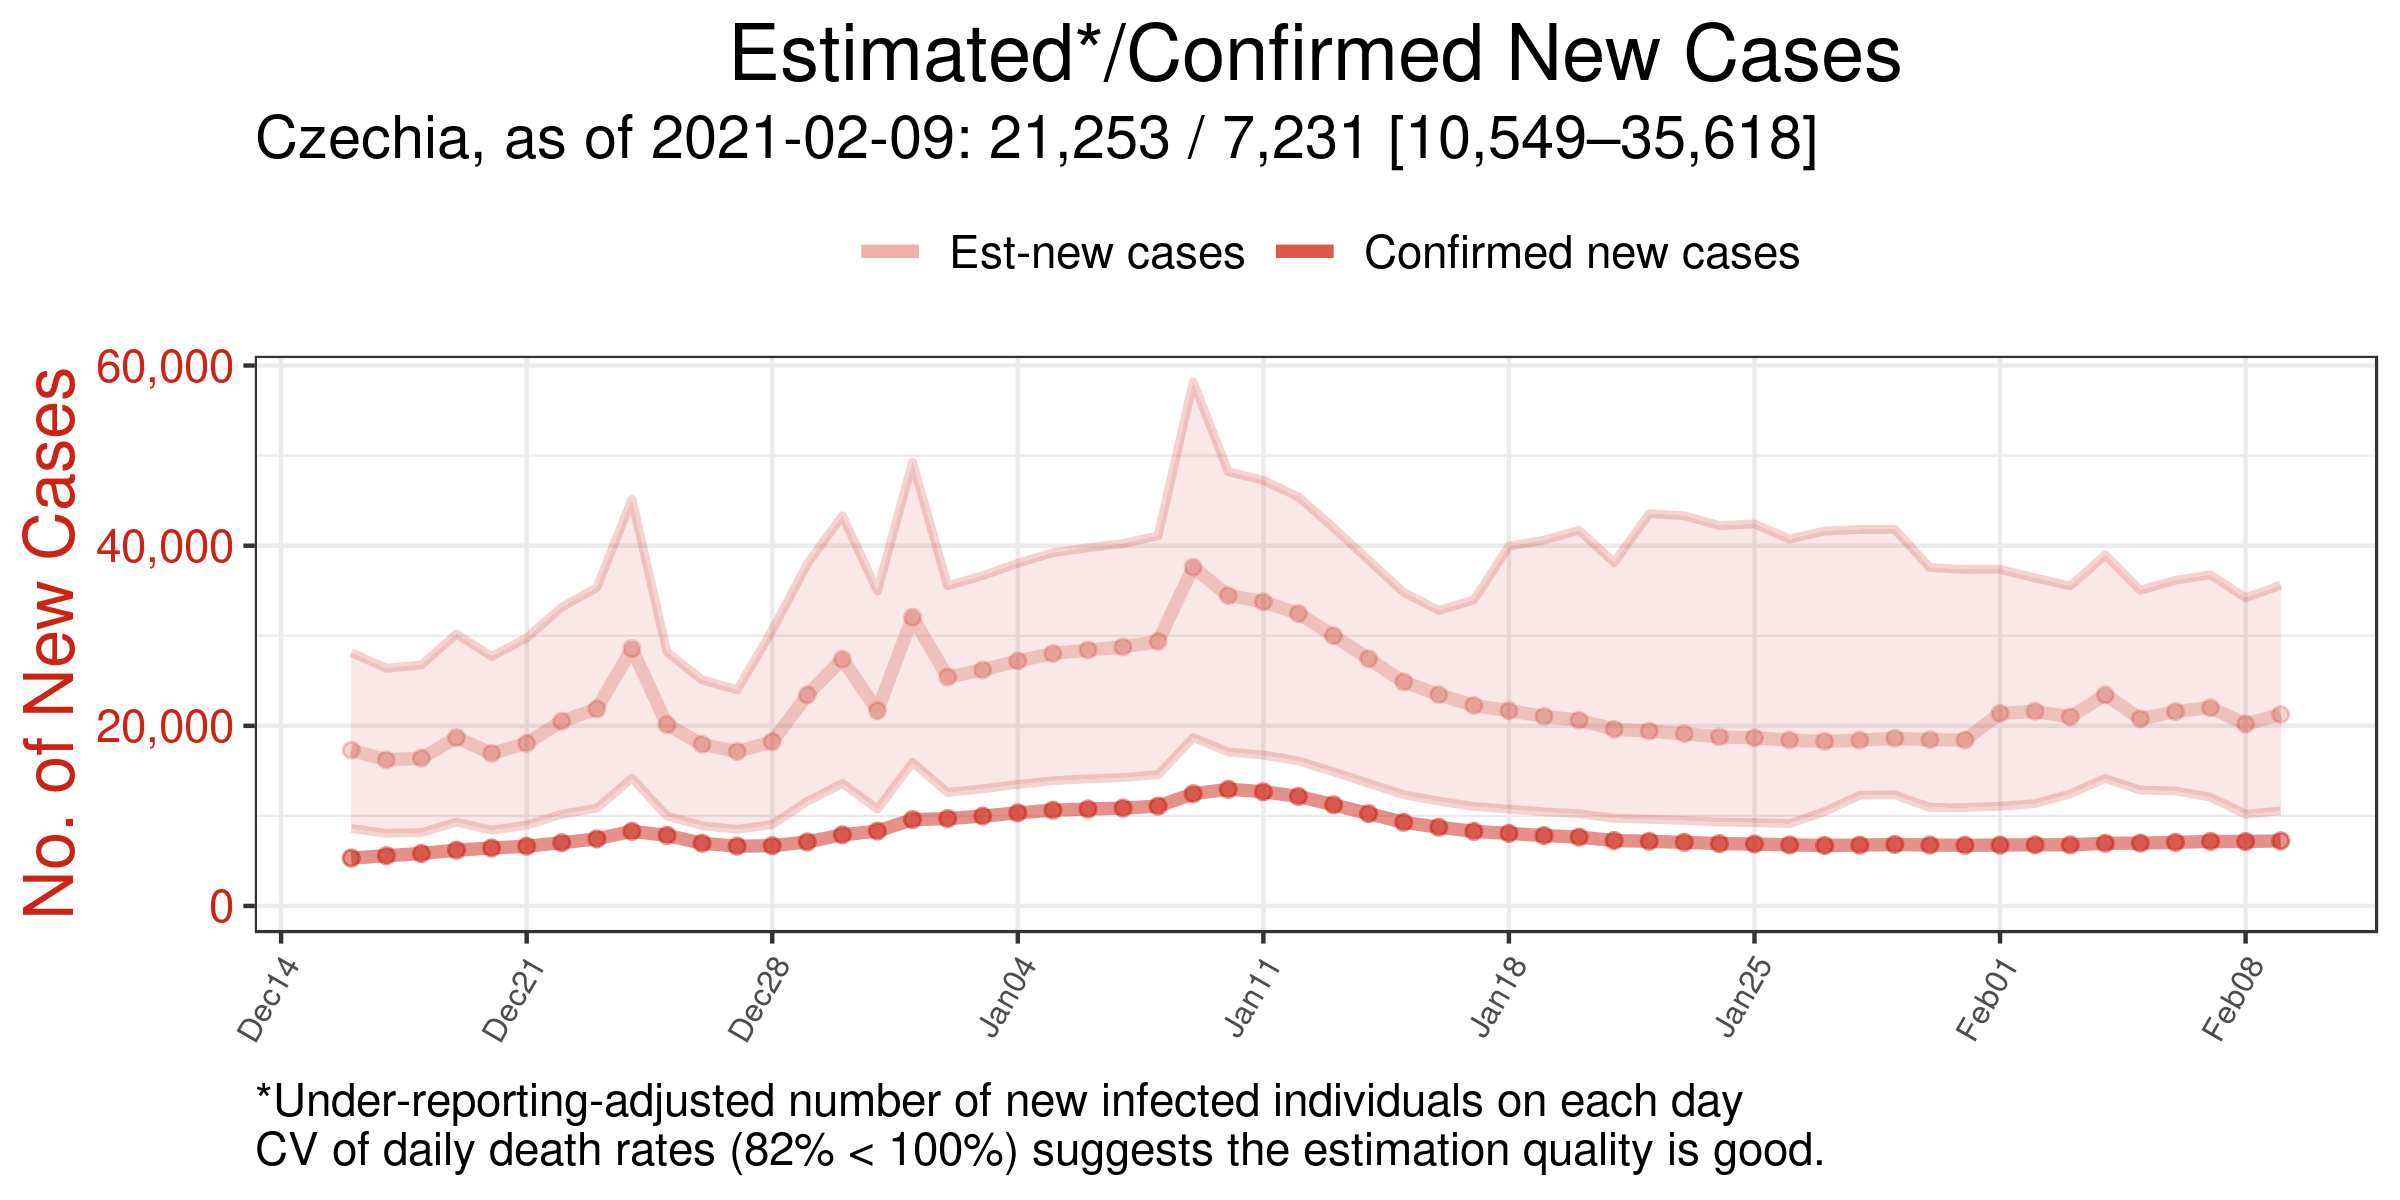 Estimated*/Confirmed New Cases
Czechia, as of 2021-02-09: 21,253 / 7,231 [10,549–35,618]
Est-new cases Confirmed new cases
No. of New Cases
60,000
40,000
20,000
0
Dec14 Dec21 Dec28 Jan04 Jan11 Jan18 Jan25 Feb01 Feb08
*Under-reporting-adjusted number of new infected individuals on each day
CV of daily death rates (82% < 100%) suggests the estimation quality is good.